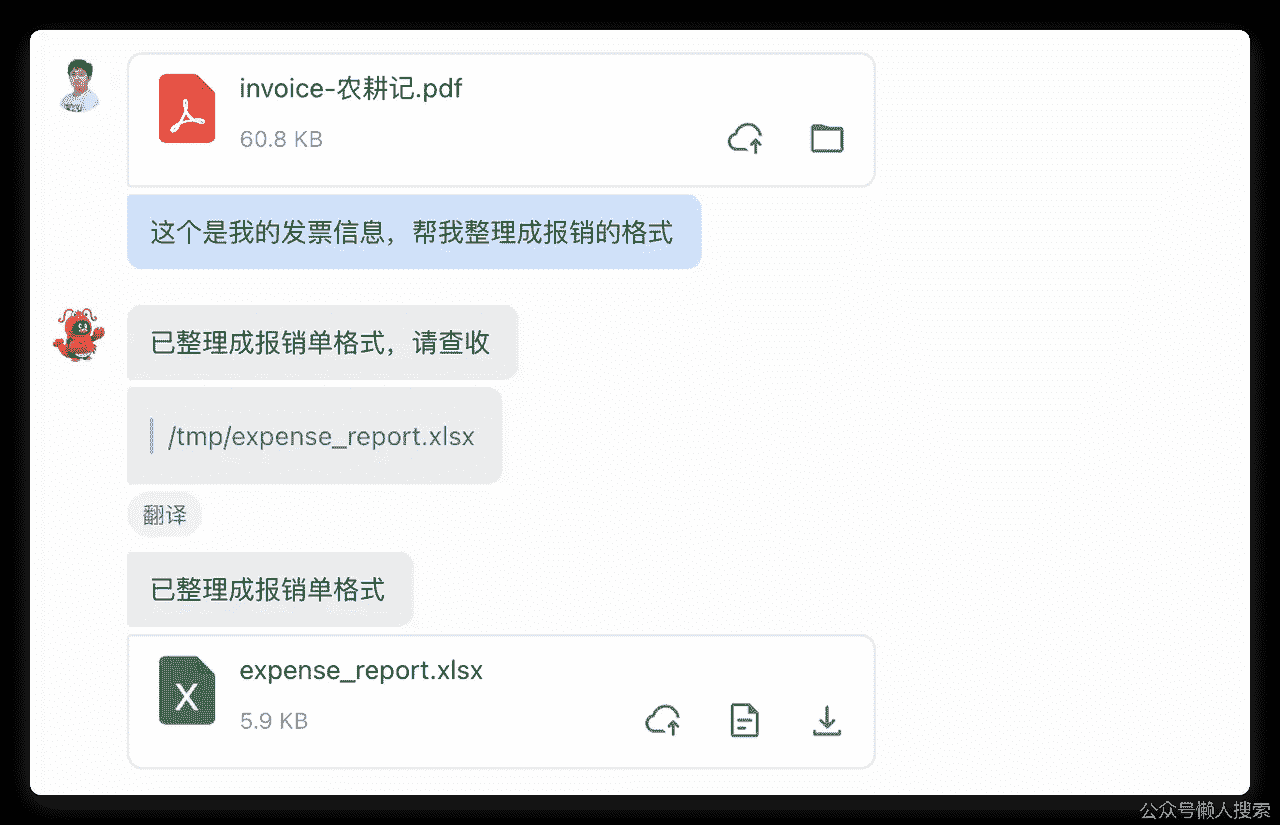 invoice-农耕记.pdf
60.8 KB
这个是我的发票信息，帮我整理成报销的格式
已整理成报销单格式，请查收
/tmp/expense_report.xlsx
翻译
已整理成报销单格式
X
expense_report.xlsx
5.9 KB
公众号懒人搜索